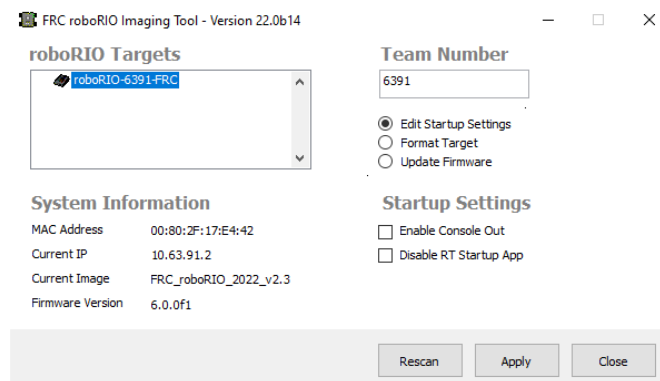 FRC roboRIO Imaging Tool - Version 22.0b14
roboRIO Targets
roboRIO-6391-FRC
Team Number
6391
Edit Startup Settings
Format Target
Update Firmware
System Information
MAC Address 00:80:2F:17:E4:42
Current IP 10.63.91.2
Current Image FRC_roboRIO_2022_v2.3
Firmware Version 6.0.0f1
Startup Settings
Enable Console Out
Disable RT Startup App
Rescan Apply Close